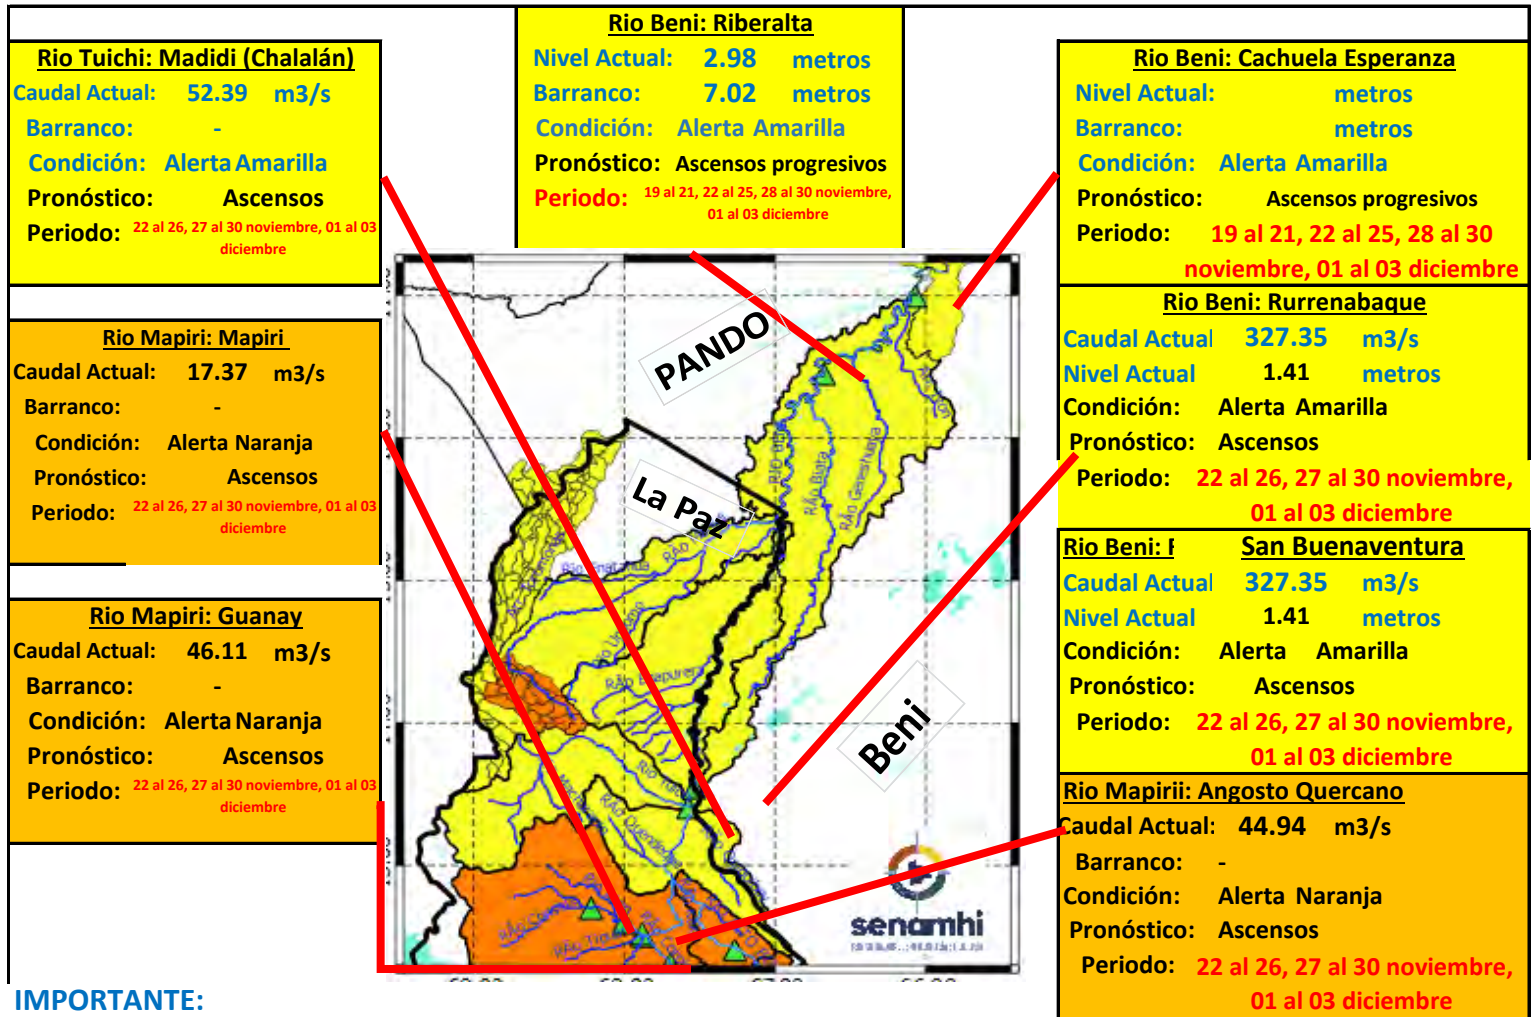 Rio Tuichi: Madidi (Chalalán)
Caudal Actual: 52.39 m3/s
Barranco: -
Condición: Alerta Amarilla
Pronóstico: Ascensos
Periodo: 22 al 26, 27 al 30 noviembre, 01 al 03
diciembre
Rio Mapiri: Mapiri
Caudal Actual: 17.37 m3/s
Barranco: -
Condición: Alerta Naranja
Pronóstico: Ascensos
Periodo: 22 al 26, 27 al 30 noviembre, 01 al 03
diciembre
Rio Mapiri: Guanay
Caudal Actual: 46.11 m3/s
Barranco: -
Condición: Alerta Naranja
Pronóstico: Ascensos
Periodo: 22 al 26, 27 al 30 noviembre, 01 al 03
diciembre
Rio Beni: Riberalta
Nivel Actual: 2.98 metros
Barranco: 7.02 metros
Condición: Alerta Amarilla
Pronóstico: Ascensos progresivos
Periodo: 19 al 21, 22 al 25, 28 al 30 noviembre,
01 al 03 diciembre
PANDO
La Paz
Beni
RÃo Biata
RÃo Geneshuaya
senamhi
Rio Beni: Cachuela Esperanza
Nivel Actual: metros
Barranco: metros
Condición: Alerta Amarilla
Pronóstico: Ascensos progresivos
Periodo: 19 al 21, 22 al 25, 28 al 30
noviembre, 01 al 03 diciembre
Rio Beni: Rurrenabaque
Caudal Actual 327.35 m3/s
Nivel Actual 1.41 metros
Condición: Alerta Amarilla
Pronóstico: Ascensos
Periodo: 22 al 26, 27 al 30 noviembre,
01 al 03 diciembre
Rio Beni: San Buenaventura
Caudal Actual 327.35 m3/s
Nivel Actual 1.41 metros
Condición: Alerta Amarilla
Pronóstico: Ascensos
Periodo: 22 al 26, 27 al 30 noviembre,
01 al 03 diciembre
Rio Mapirii: Angosto Quercano
Caudal Actual: 44.94 m3/s
Barranco: -
Condición: Alerta Naranja
Pronóstico: Ascensos
Periodo: 22 al 26, 27 al 30 noviembre,
01 al 03 diciembre
IMPORTANTE: